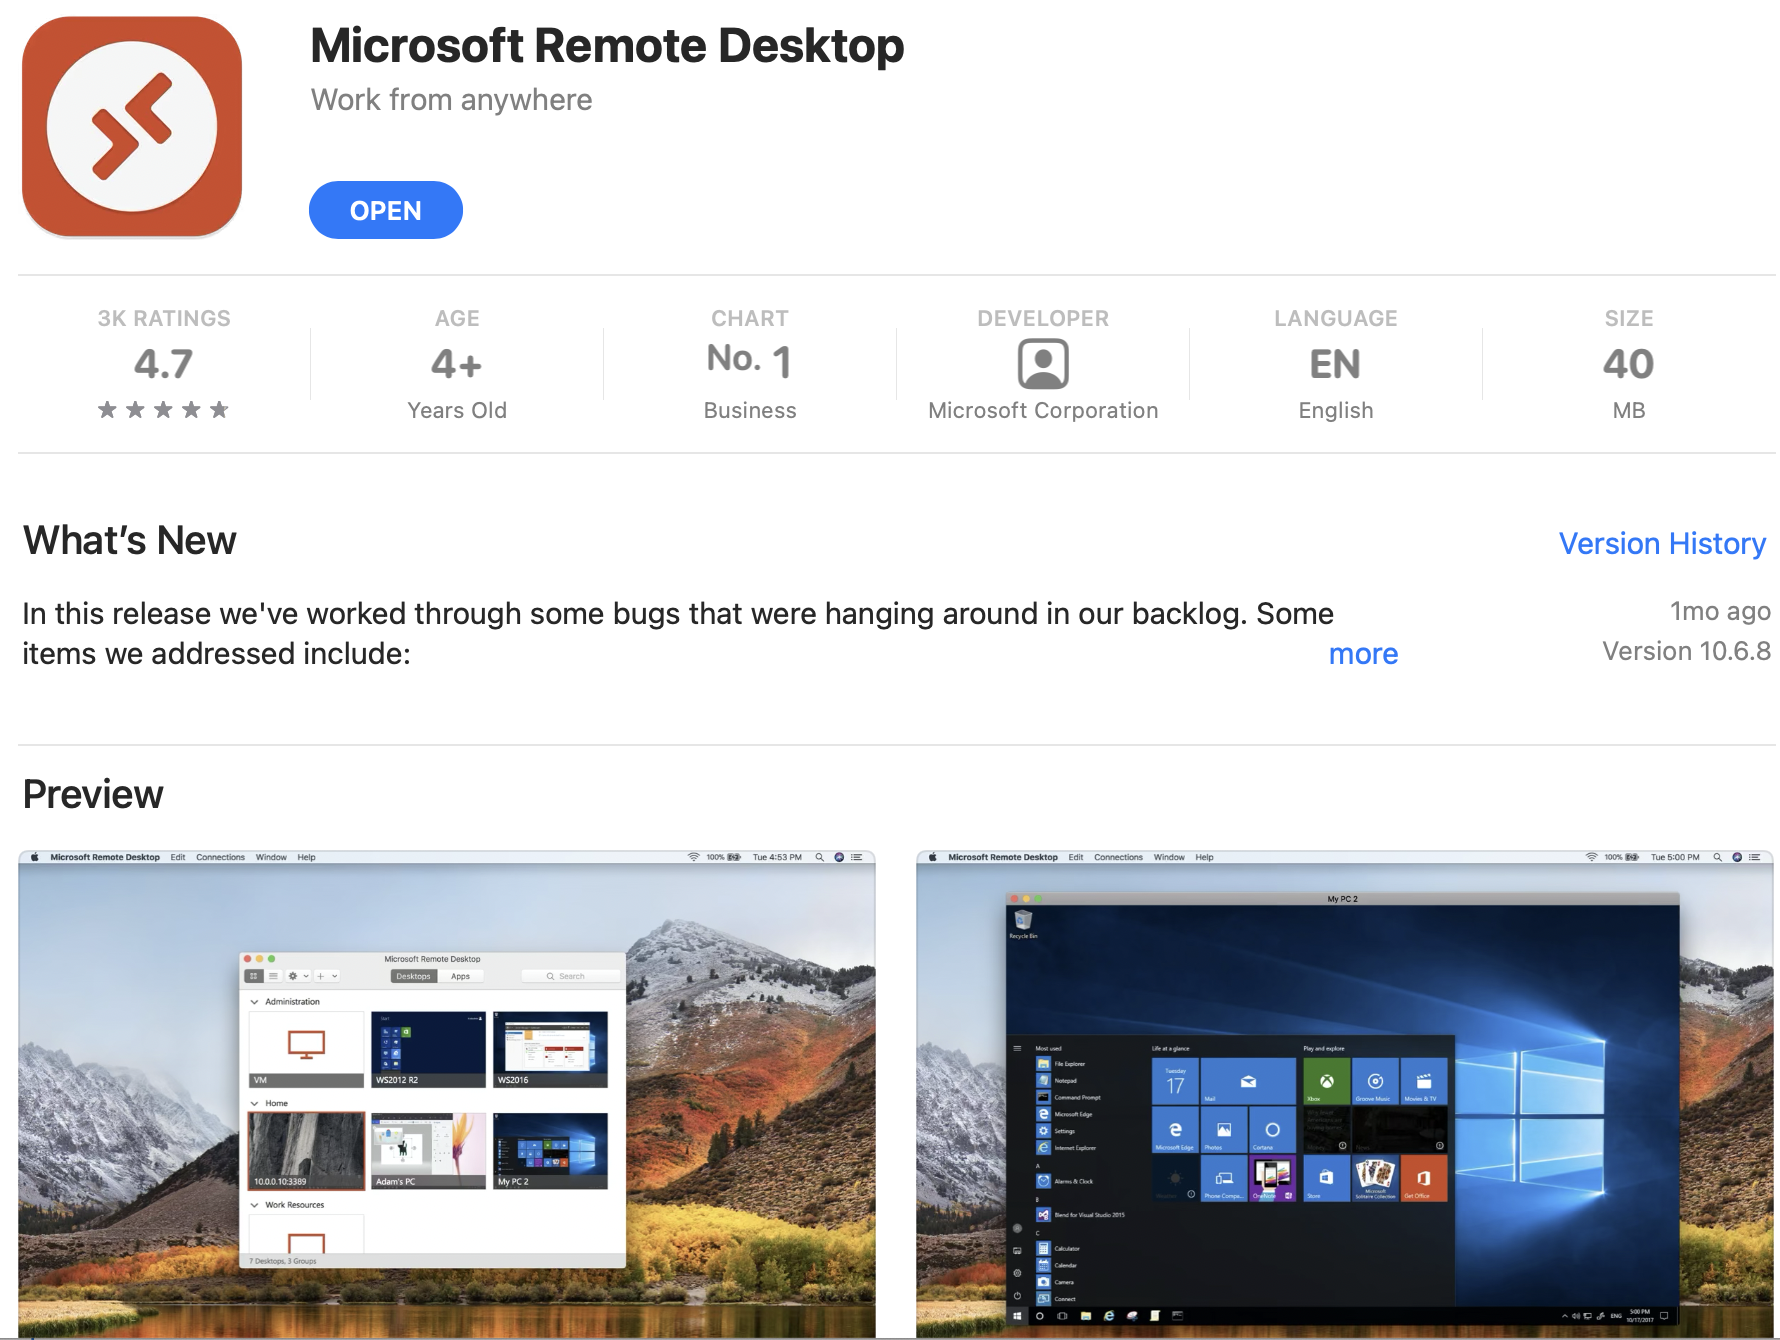 Microsoft Remote Desktop
Work from anywhere
OPEN
3K RATINGS
4.7
AGE
4+
Years Old
CHART
No. 1
Business
DEVELOPER
Microsoft Corporation
LANGUAGE
EN
English
SIZE
40
MB
What's New
Version History
In this release we've worked through some bugs that were hanging around in our backlog. Some
items we addressed include:
more
1mo ago
Version 10.6.8
Preview
Microsoft Remote Desktop Edit Connections Window Help 100% Tue 4:53 PM
Microsoft Remote Desktop
Desktops Apps Search
Administration
VM
WS2012 R2
WS2016
Home
10.0.0.10:3389
Adam's PC
My PC 2
Work Resources
7 Desktops, 3 Groups
Microsoft Remote Desktop Edit Connections Window Help 100% Tue 5:00 PM
My PC 2
Recycle Bin
Most used
File Explorer
Notepad
Command Prompt
Microsoft Edge
Settings
Internet Explorer
A
Alarms & Clock
B
Blend for Visual Studio 2015
C
Calculator
Calendar
Camera
Connect
Life at a glance
Tuesday
17
Mail
Microsoft Edge
Photos
Cortana
Phone Compa...
OneNote
Play and explore
Xbox
Groove Music
Movies & TV
Store
Microsoft
Solitaire Collection
Get Office
ENG
5:00 PM
10/17/2017